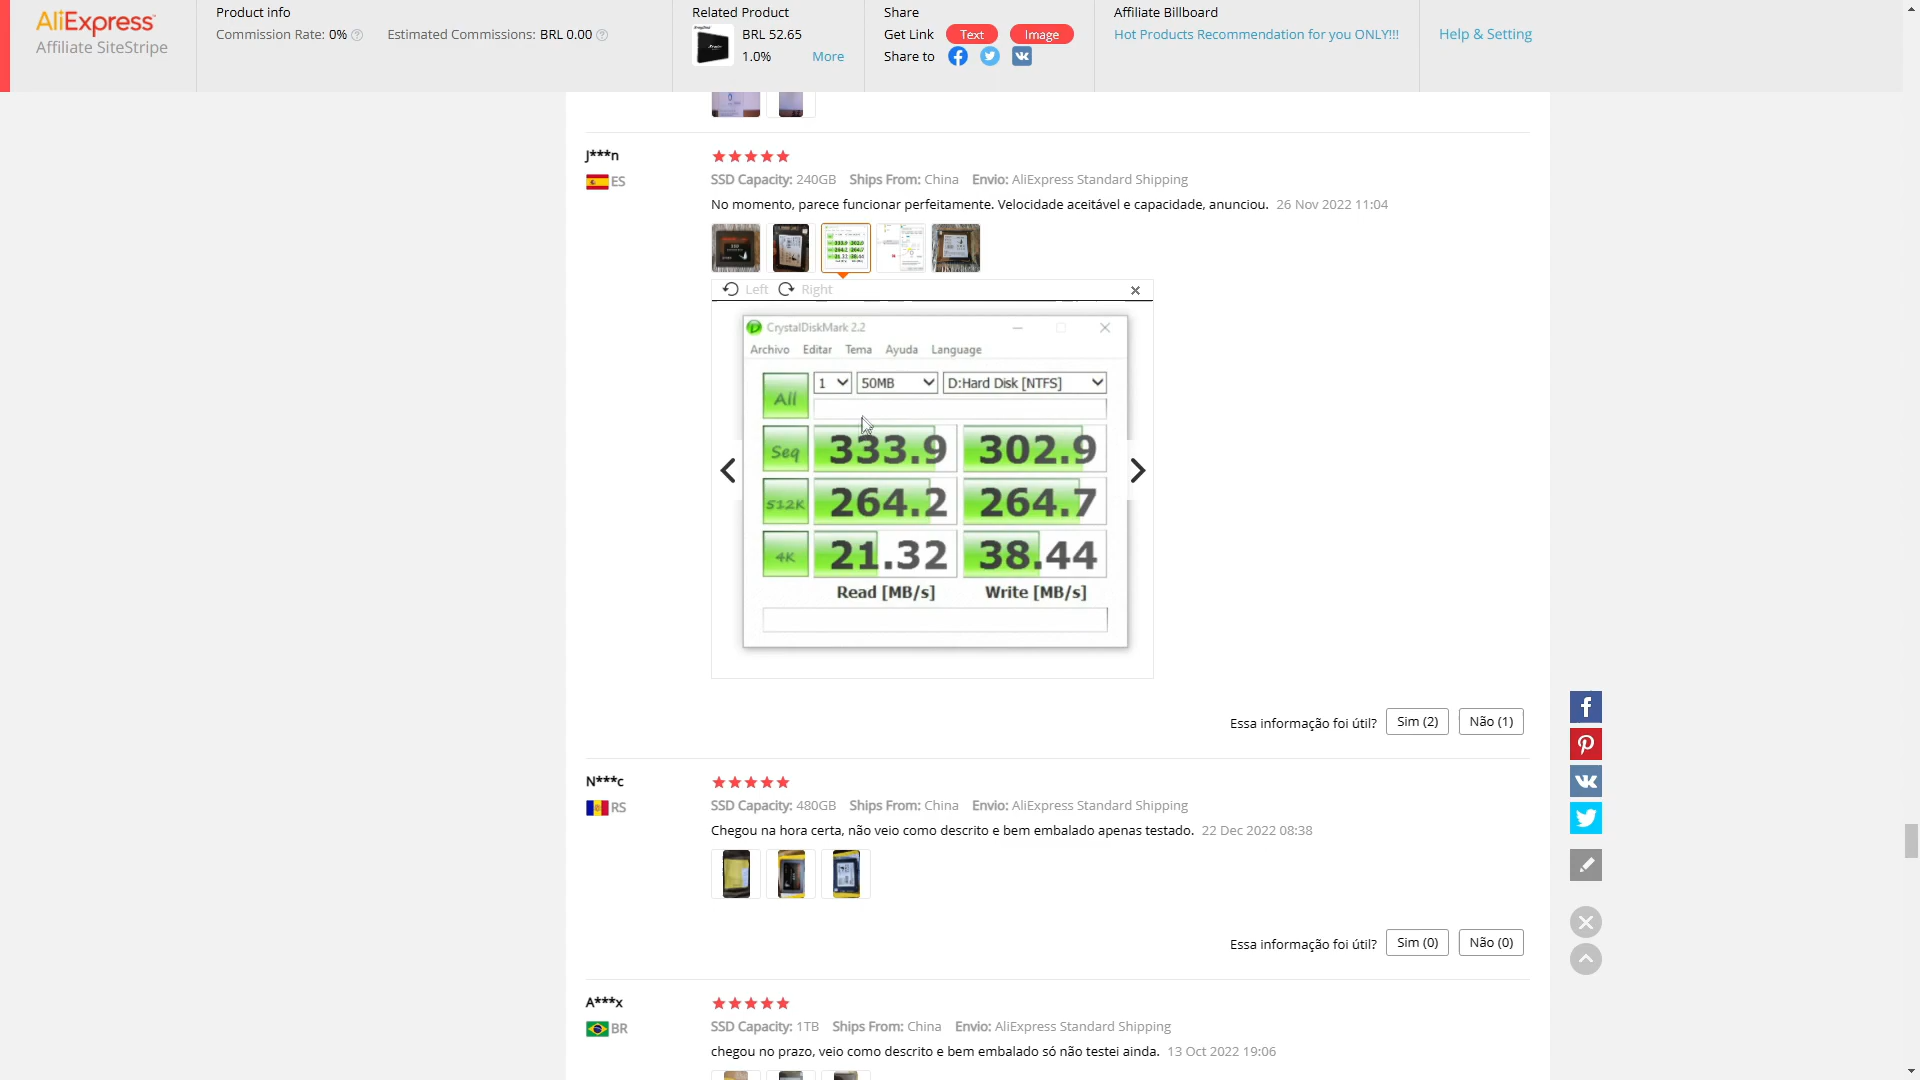 AliExpress
Affiliate SiteStripe
Product info
Commission Rate: 0%
Estimated Commissions: BRL 0.00
Related Product
BRL 52.65
1.0%
More
Share
Get Link
Text
Image
Share to
Affiliate Billboard
Hot Products Recommendation for you ONLY!!!
Help & Setting
J***n
ES
SSD Capacity: 240GB Ships From: China Envio: AliExpress Standard Shipping
No momento, parece funcionar perfeitamente. Velocidade aceitável e capacidade, anunciou. 26 Nov 2022 11:04
Left
Right
CrystalDiskMark 2.2
Archivo Editar Tema Ayuda Language
All
1
50MB
D:Hard Disk [NTFS]
Seq 333.9 302.9
512K 264.2 264.7
4K 21.32 38.44
Read [MB/s] Write [MB/s]
Essa informação foi útil? Sim (2) Não (1)
N***c
RS
SSD Capacity: 480GB Ships From: China Envio: AliExpress Standard Shipping
Chegou na hora certa, não veio como descrito e bem embalado apenas testado. 22 Dec 2022 08:38
Essa informação foi útil? Sim (0) Não (0)
A***x
BR
SSD Capacity: 1TB Ships From: China Envio: AliExpress Standard Shipping
chegou no prazo, veio como descrito e bem embalado só não testei ainda. 13 Oct 2022 19:06